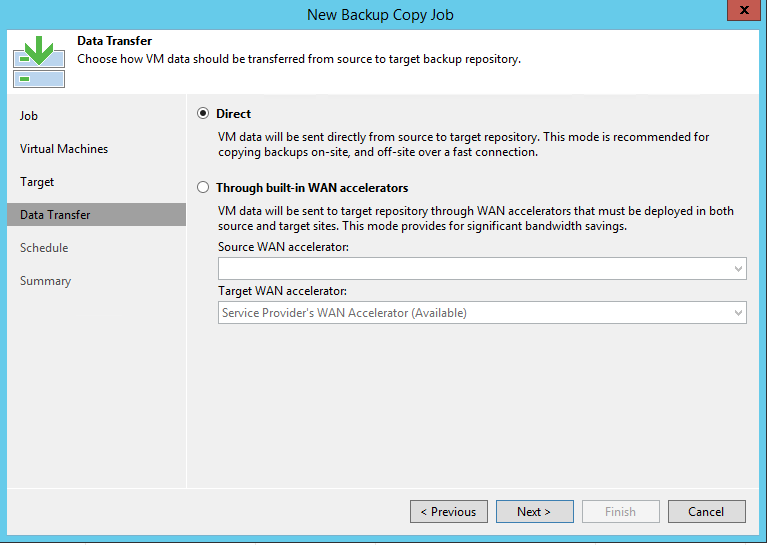 New Backup Copy Job
x
Data Transfer
Choose how VM data should be transferred from source to target backup repository.
Job
Virtual Machines
Target
Data Transfer
Schedule
Summary
Direct
VM data will be sent directly from source to target repository. This mode is recommended for
copying backups on-site, and off-site over a fast connection.
Through built-in WAN accelerators
VM data will be sent to target repository through WAN accelerators that must be deployed in both
source and target sites. This mode provides for significant bandwidth savings.
Source WAN accelerator:
Target WAN accelerator:
Service Provider's WAN Accelerator (Available)
< Previous
Next >
Finish
Cancel